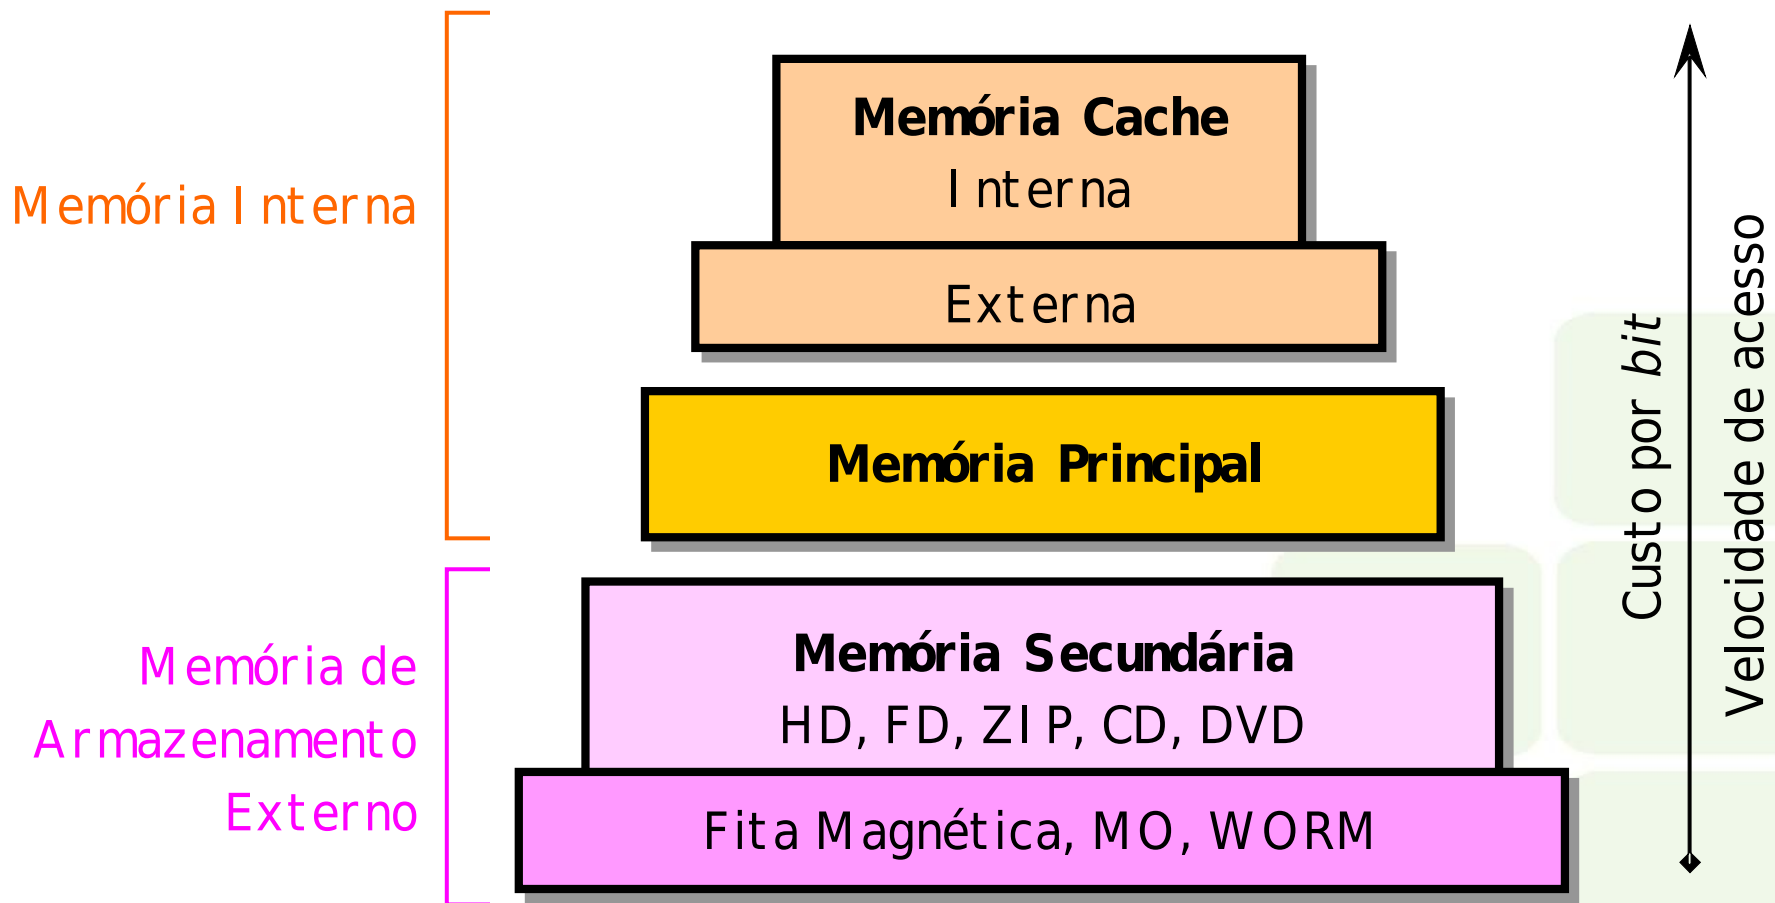 Memória Interna
Memória Cache
Interna
Externa
Memória Principal
Memória de
Armazenamento
Externo
Memória Secundária
HD, FD, ZIP, CD, DVD
Fita Magnética, MO, WORM
Custo por bit
Velocidade de acesso